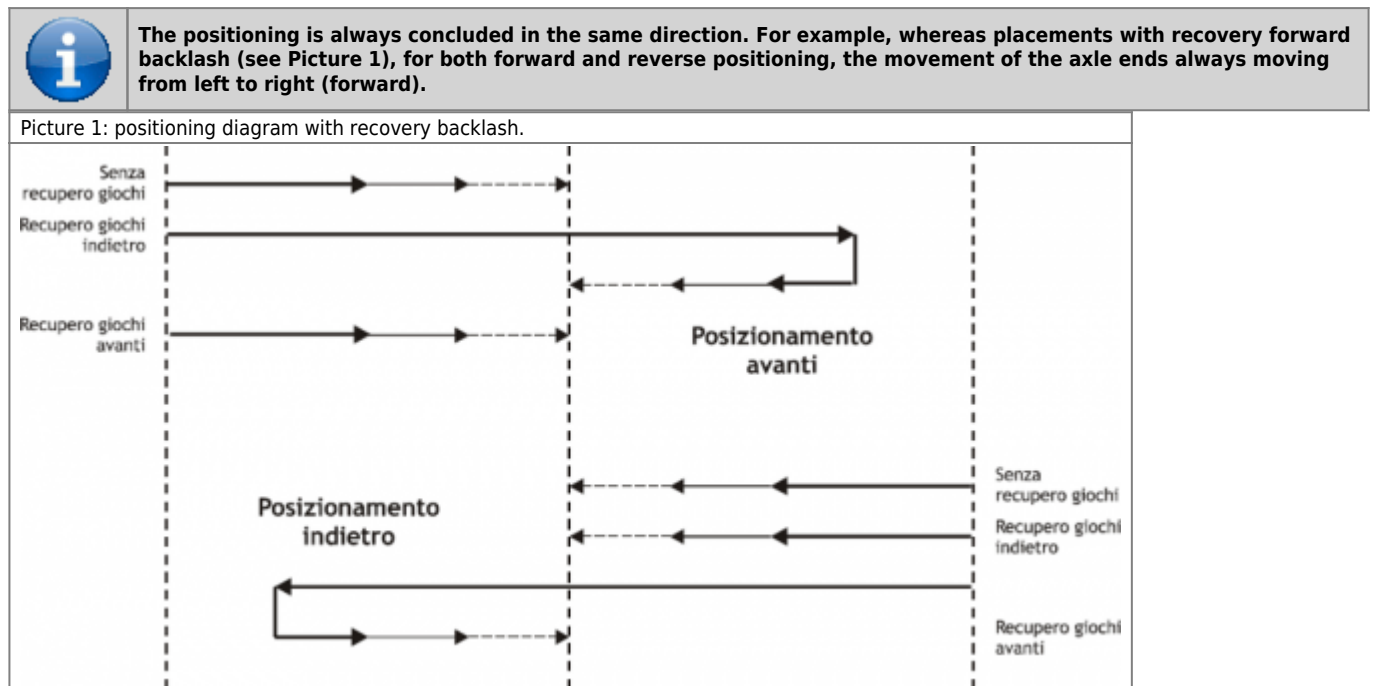 The positioning is always concluded in the same direction. For example, whereas placements with recovery forward
backlash (see Picture 1), for both forward and reverse positioning, the movement of the axle ends always moving
from left to right (forward).
Picture 1: positioning diagram with recovery backlash.
Senza
recupero giochi
Recupero giochi
indietro
Recupero giochi
avanti
Posizionamento
avanti
Posizionamento
indietro
Senza
recupero giochi
Recupero giochi
indietro
Recupero giochi
avanti